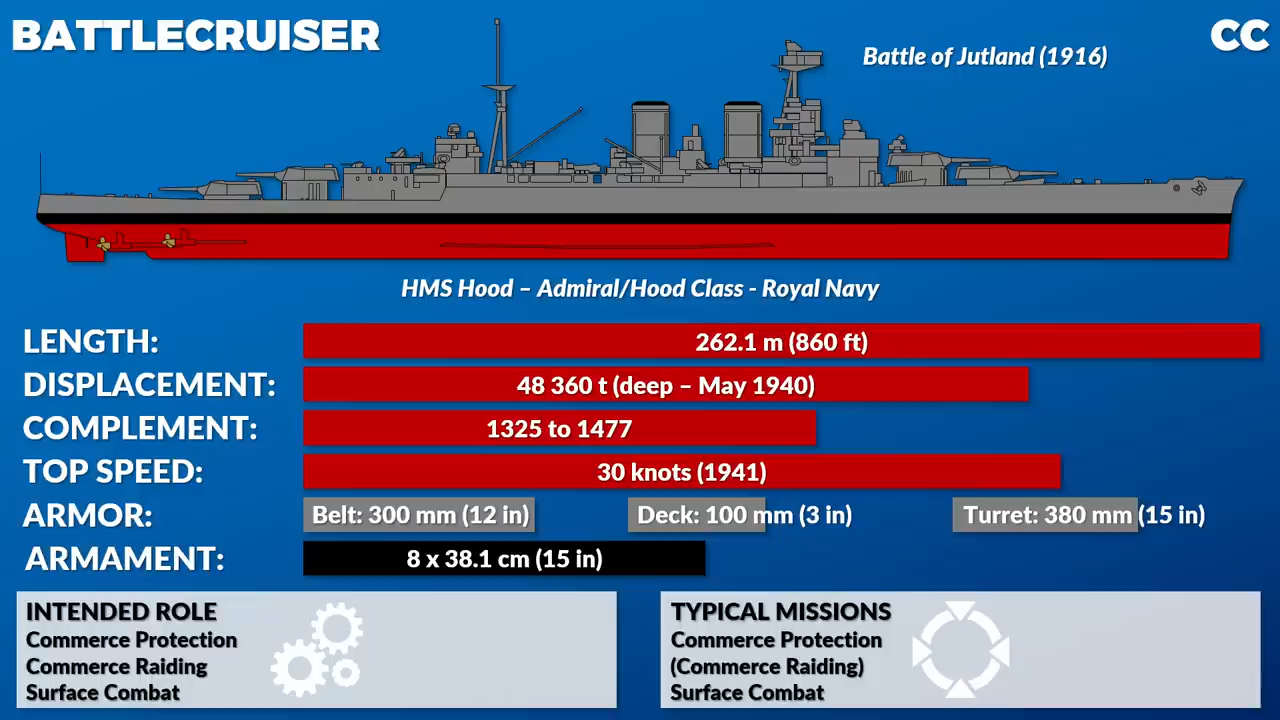 BATTLECRUISER
CC
Battle of Jutland (1916)
HMS Hood – Admiral/Hood Class - Royal Navy
LENGTH: 262.1 m (860 ft)
DISPLACEMENT: 48 360 t (deep – May 1940)
COMPLEMENT: 1325 to 1477
TOP SPEED: 30 knots (1941)
ARMOR: Belt: 300 mm (12 in) Deck: 100 mm (3 in) Turret: 380 mm (15 in)
ARMAMENT: 8 x 38.1 cm (15 in)
INTENDED ROLE
Commerce Protection
Commerce Raiding
Surface Combat
TYPICAL MISSIONS
Commerce Protection
(Commerce Raiding)
Surface Combat